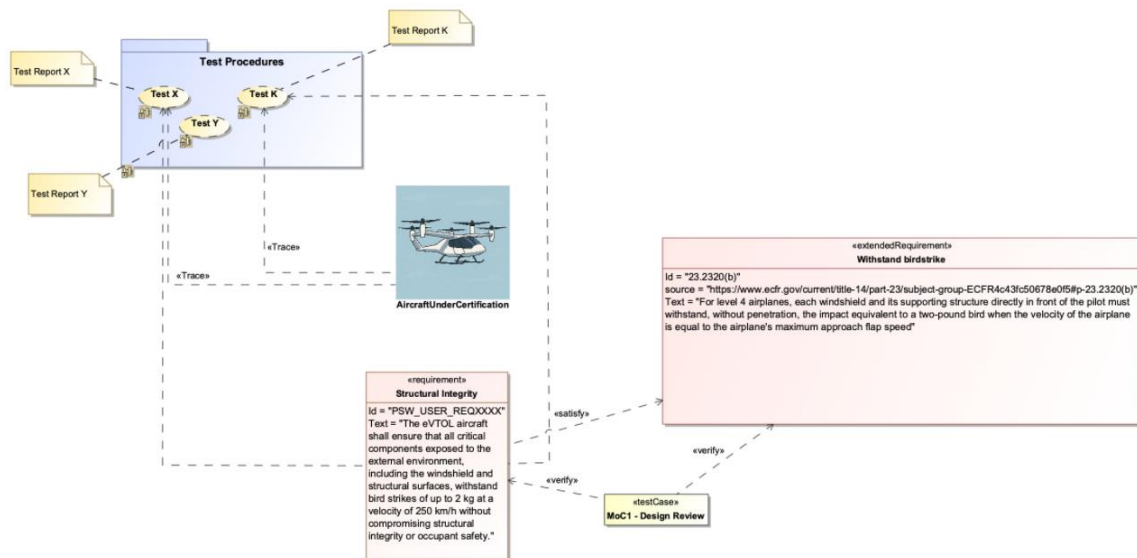 Test Report K
Test Procedures
Test Report X
Test X
Test K
Test Y
Test Report Y
«Trace»
«Trace»
AircraftUnderCertification
«extendedRequirement»
Withstand birdstrike
Id = "23.2320(b)"
source = "https://www.ecfr.gov/current/title-14/part-23/subject-group-ECFR4c43fc50678e0f5#p-23.2320(b)"
Text = "For level 4 airplanes, each windshield and its supporting structure directly in front of the pilot must
withstand, without penetration, the impact equivalent to a two-pound bird when the velocity of the airplane
is equal to the airplane's maximum approach flap speed"
«requirement»
Structural Integrity
Id = "PSW_USER_REQXXXX"
Text = "The eVTOL aircraft
shall ensure that all critical
components exposed to the
external environment,
including the windshield and
structural surfaces, withstand
bird strikes of up to 2 kg at a
velocity of 250 km/h without
compromising structural
integrity or occupant safety."
«satisfy»
«verify»
«verify»
«testCase»
MoC1 - Design Review